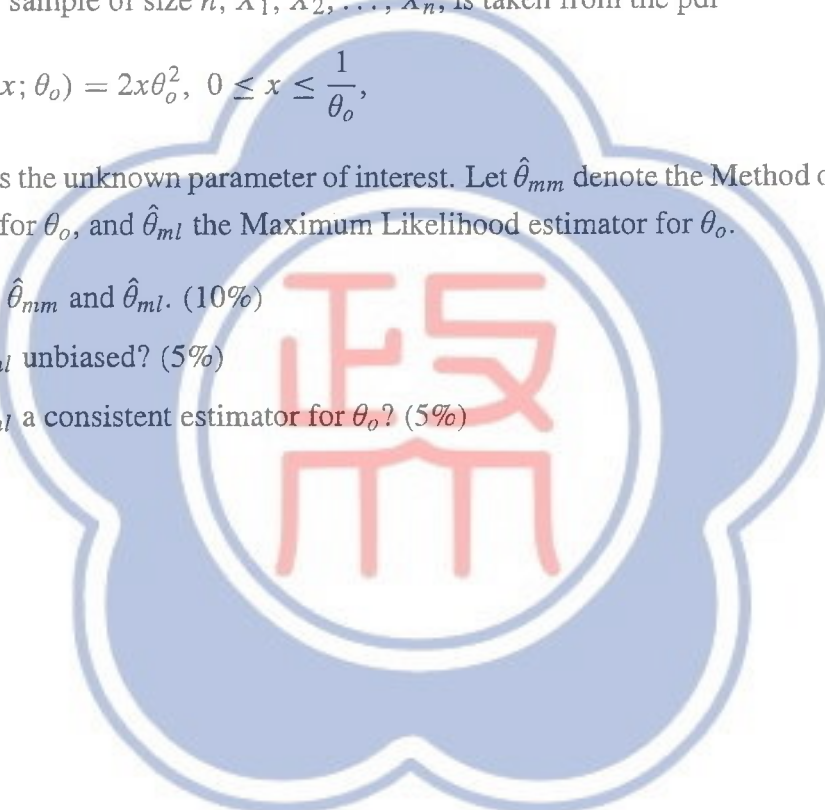 sample of size n, X₁, X₂, . . . , Xₙ, is taken from the pdf
x; θₒ) = 2xθₒ², 0 ≤ x ≤ 1/θₒ,
s the unknown parameter of interest. Let θ̂ₘₘ denote the Method o
for θₒ, and θ̂ₘₗ the Maximum Likelihood estimator for θₒ.
θ̂ₘₘ and θ̂ₘₗ. (10%)
unbiased? (5%)
a consistent estimator for θₒ? (5%)
政大